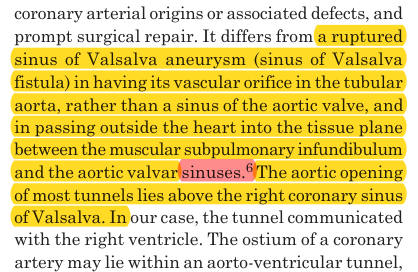 coronary arterial origins or associated defects, and
prompt surgical repair. It differs from a ruptured
sinus of Valsalva aneurysm (sinus of Valsalva
fistula) in having its vascular orifice in the tubular
aorta, rather than a sinus of the aortic valve, and
in passing outside the heart into the tissue plane
between the muscular subpulmonary infundibulum
and the aortic valvar sinuses.⁶ The aortic opening
of most tunnels lies above the right coronary sinus
of Valsalva. In our case, the tunnel communicated
with the right ventricle. The ostium of a coronary
artery may lie within an aorto-ventricular tunnel,